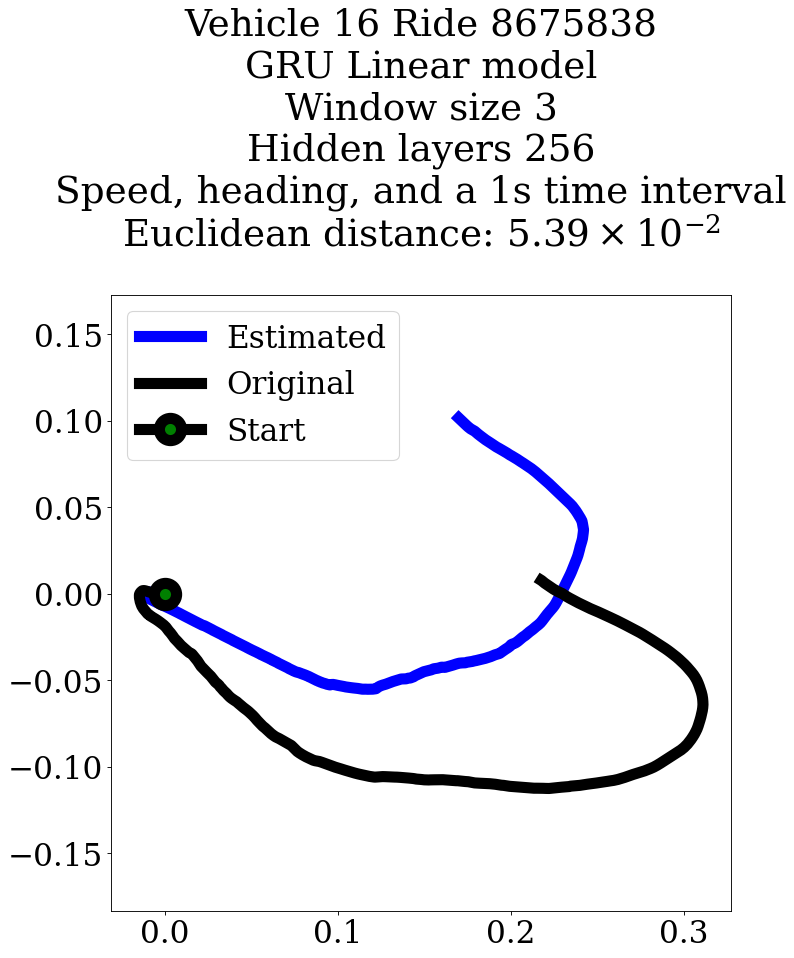 Vehicle 16 Ride 8675838
GRU Linear model
Window size 3
Hidden layers 256
Speed, heading, and a 1s time interval
Euclidean distance: 5.39 × 10⁻²
Estimated
Original
Start
0.15
0.10
0.05
0.00
−0.05
−0.10
−0.15
0.0 0.1 0.2 0.3